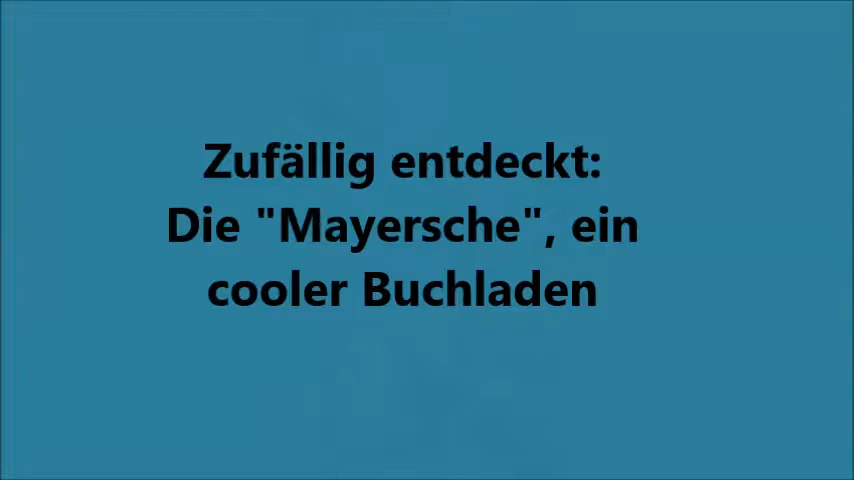 Zufällig entdeckt:
Die "Mayersche", ein
cooler Buchladen